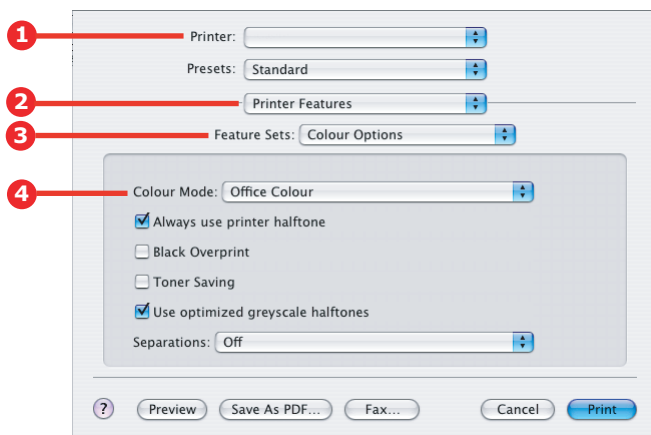 1 Printer:
Presets: Standard
2 Printer Features
3 Feature Sets: Colour Options
4 Colour Mode: Office Colour
Always use printer halftone
Black Overprint
Toner Saving
Use optimized greyscale halftones
Separations: Off
? Preview Save As PDF... Fax... Cancel Print